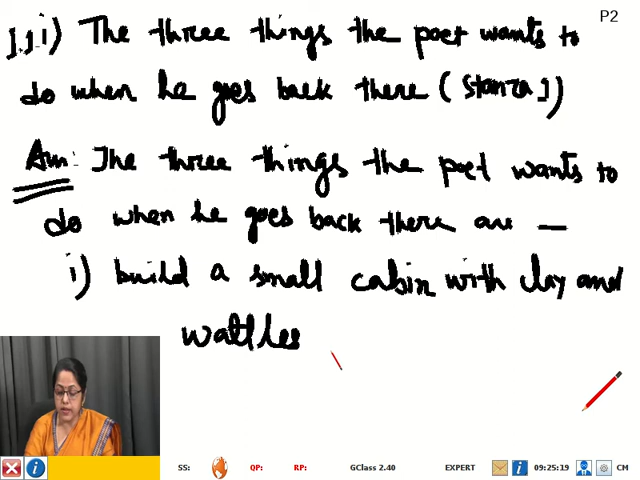 P2
1.1 i) The three things the poet wants to
do when he goes back there (Stanza I)
Ans: The three things the poet wants to
do when he goes back there are —
i) build a small cabin with clay and
wattles
SS: QP: RP: GClass 2.40 EXPERT 09:25:19 CM